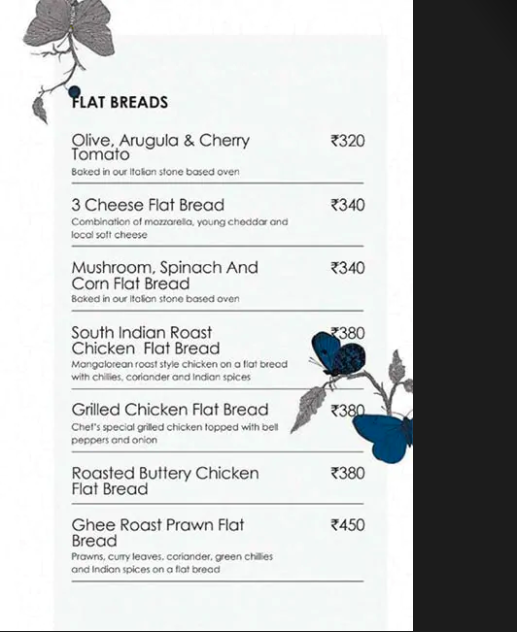 FLAT BREADS
Olive, Arugula & Cherry ₹320
Tomato
Baked in our Italian stone based oven
3 Cheese Flat Bread ₹340
Combination of mozzarella, young cheddar and
local soft cheese
Mushroom, Spinach And ₹340
Corn Flat Bread
Baked in our Italian stone based oven
South Indian Roast ₹380
Chicken Flat Bread
Mangalorean roast style chicken on a flat bread
with chillies, coriander and Indian spices
Grilled Chicken Flat Bread ₹380
Chef's special grilled chicken topped with bell
peppers and onion
Roasted Buttery Chicken ₹380
Flat Bread
Ghee Roast Prawn Flat ₹450
Bread
Prawns, curry leaves, coriander, green chillies
and Indian spices on a flat bread